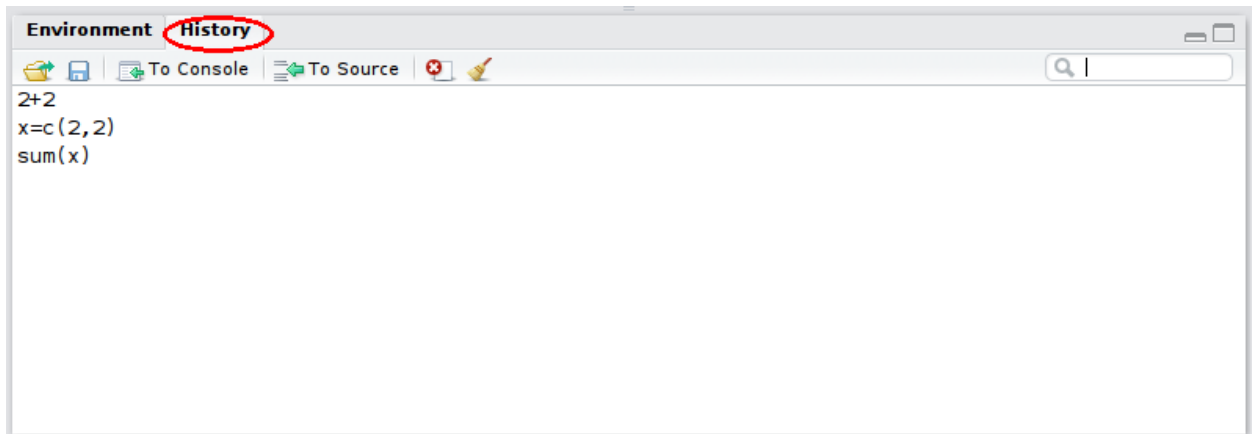 Environment History
To Console To Source
2+2
x=c(2,2)
sum(x)